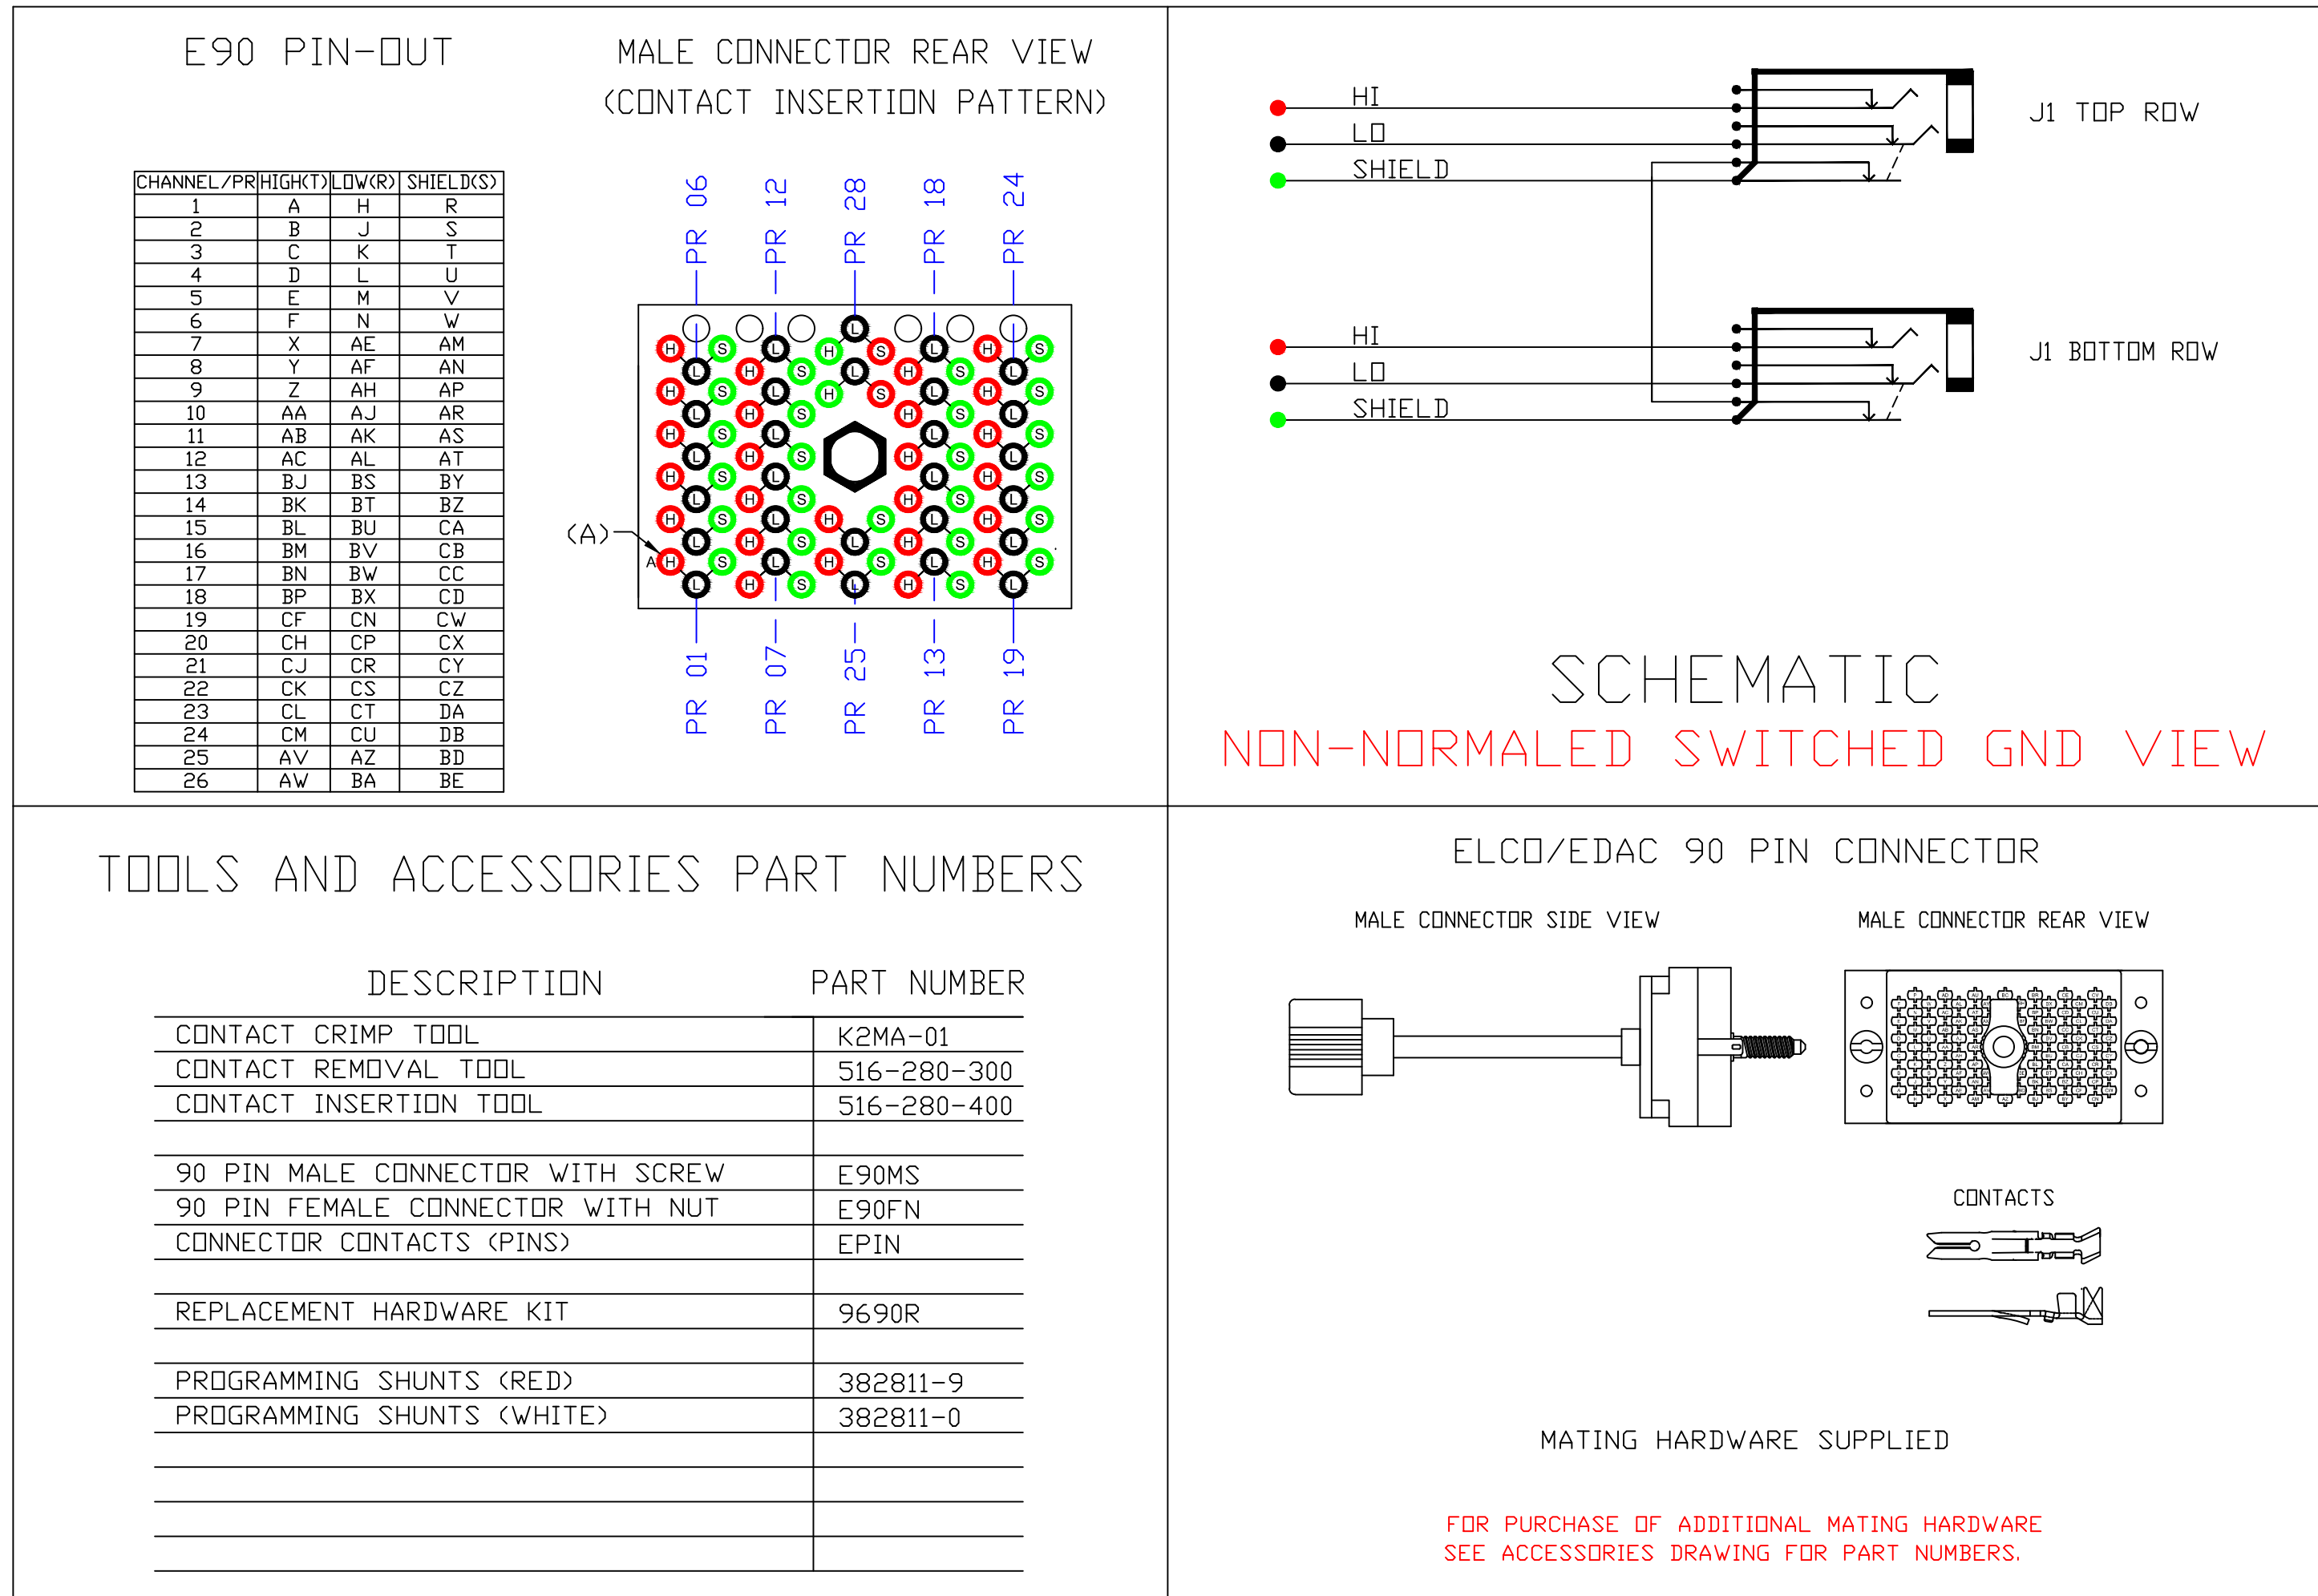 E90 PIN-OUT
MALE CONNECTOR REAR VIEW
(CONTACT INSERTION PATTERN)
CHANNEL/PR HIGH(T) LOW(R) SHIELD(S)
1 A H R
2 B J S
3 C K T
4 D L U
5 E M V
6 F N W
7 X AE AM
8 Y AF AN
9 Z AH AP
10 AA AJ AR
11 AB AK AS
12 AC AL AT
13 BJ BS BY
14 BK BT BZ
15 BL BU CA
16 BM BV CB
17 BN BW CC
18 BP BX CD
19 CF CN CW
20 CH CP CX
21 CJ CR CY
22 CK CS CZ
23 CL CT DA
24 CM CU DB
25 AV AZ BD
26 AW BA BE
PR 06 PR 12 PR 28 PR 18 PR 24
L
H S L H S L H S
L H S L H S L
H S L H S L H S
L H S L H S L
H S L L H S
L H S H S L
H S L L H S
L H S H S L
H S L H S L H S
L H S L H S L
(A)
A H S L H S L H S
L H S L H S L
PR 01 PR 07 PR 25 PR 13 PR 19
HI
LO
SHIELD
J1 TOP ROW
HI
LO
SHIELD
J1 BOTTOM ROW
SCHEMATIC
NON-NORMALED SWITCHED GND VIEW
TOOLS AND ACCESSORIES PART NUMBERS
DESCRIPTION PART NUMBER
CONTACT CRIMP TOOL K2MA-01
CONTACT REMOVAL TOOL 516-280-300
CONTACT INSERTION TOOL 516-280-400
90 PIN MALE CONNECTOR WITH SCREW E90MS
90 PIN FEMALE CONNECTOR WITH NUT E90FN
CONNECTOR CONTACTS (PINS) EPIN
REPLACEMENT HARDWARE KIT 9690R
PROGRAMMING SHUNTS (RED) 382811-9
PROGRAMMING SHUNTS (WHITE) 382811-0
ELCO/EDAC 90 PIN CONNECTOR
MALE CONNECTOR SIDE VIEW
MALE CONNECTOR REAR VIEW
CONTACTS
MATING HARDWARE SUPPLIED
FOR PURCHASE OF ADDITIONAL MATING HARDWARE
SEE ACCESSORIES DRAWING FOR PART NUMBERS.